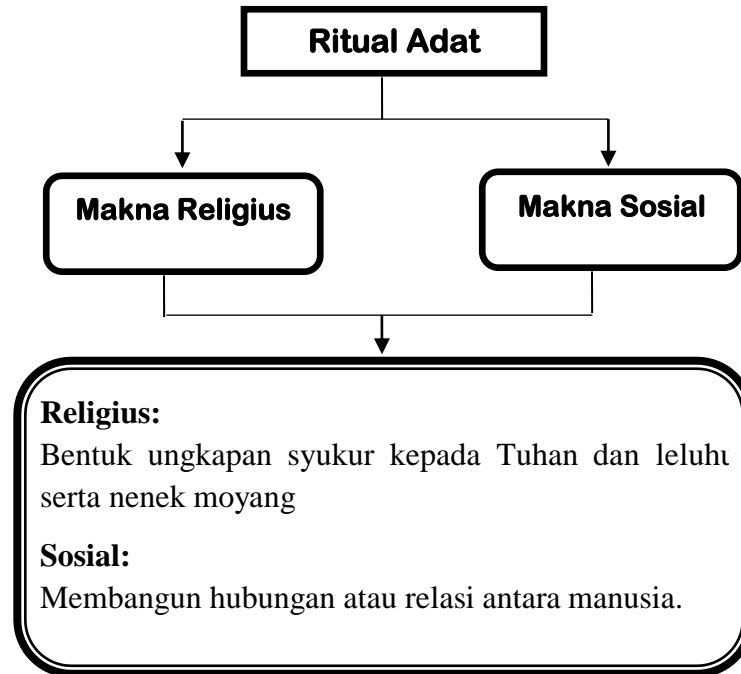 Ritual Adat
Makna Religius
Makna Sosial
Religius:
Bentuk ungkapan syukur kepada Tuhan dan leluhu
serta nenek moyang
Sosial:
Membangun hubungan atau relasi antara manusia.